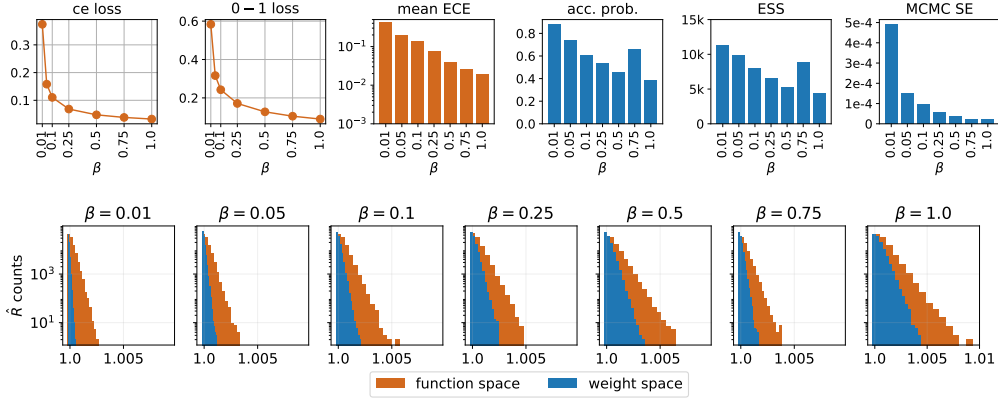 ce loss
0.3
0.2
0.1
0.01
0.1
0.25
0.5
0.75
1.0
β
0 − 1 loss
0.6
0.4
0.2
0.01
0.1
0.25
0.5
0.75
1.0
β
mean ECE
10⁻¹
10⁻²
10⁻³
0.01
0.05
0.1
0.25
0.5
0.75
1.0
β
acc. prob.
0.8
0.6
0.4
0.2
0.0
0.01
0.05
0.1
0.25
0.5
0.75
1.0
β
ESS
15k
10k
5k
0
0.01
0.05
0.1
0.25
0.5
0.75
1.0
β
MCMC SE
5e-4
4e-4
3e-4
2e-4
1e-4
0
0.01
0.05
0.1
0.25
0.5
0.75
1.0
β
R̂ counts
10³
10¹
β = 0.01
1.0 1.005
β = 0.05
1.0 1.005
β = 0.1
1.0 1.005
β = 0.25
1.0 1.005
β = 0.5
1.0 1.005
β = 0.75
1.0 1.005
β = 1.0
1.0 1.005 1.01
function space weight space